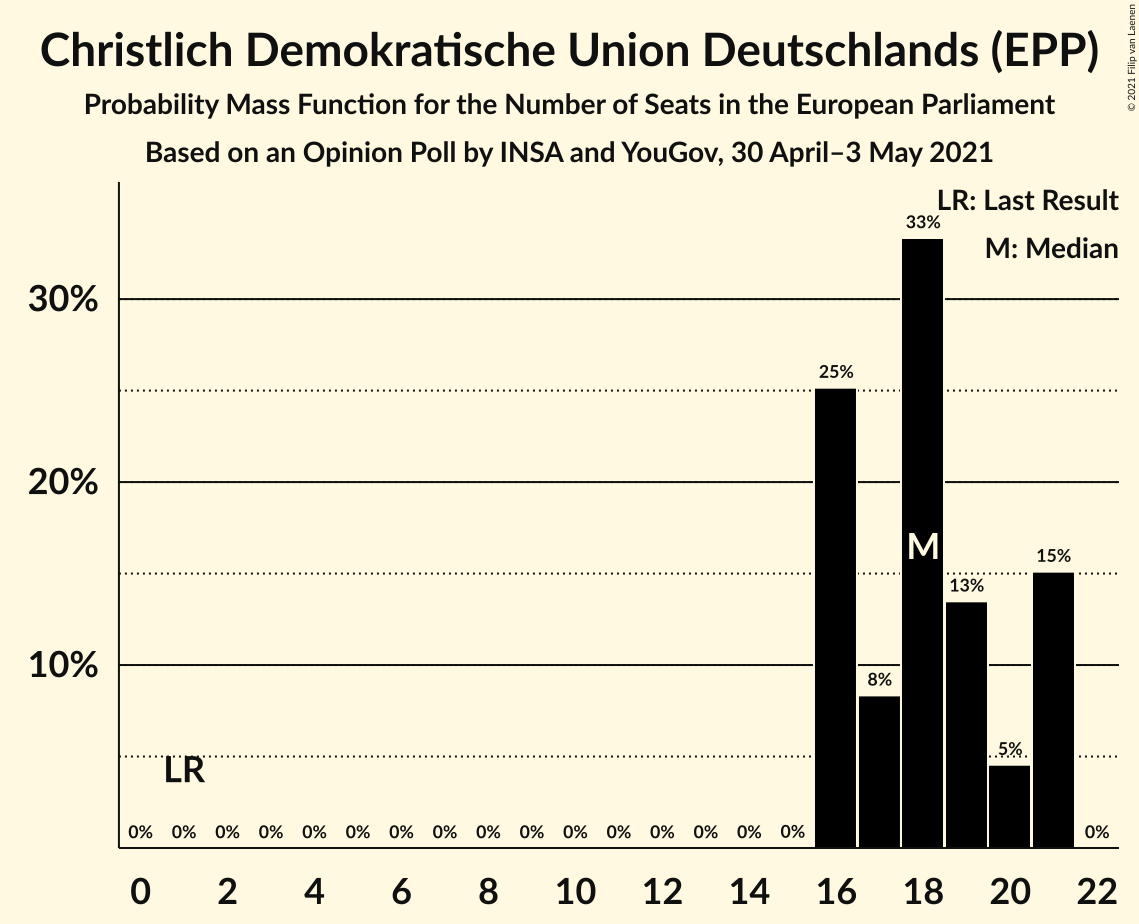 Christlich Demokratische Union Deutschlands (EPP)
Probability Mass Function for the Number of Seats in the European Parliament
Based on an Opinion Poll by INSA and YouGov, 30 April–3 May 2021
© 2021 Filip van Laenen
LR: Last Result
M: Median
33%
30%
25%
20%
M
15%
13%
10%
8%
5%
LR
0% 0% 0% 0% 0% 0% 0% 0% 0% 0% 0% 0% 0% 0% 0% 0% 0%
0 2 4 6 8 10 12 14 16 18 20 22